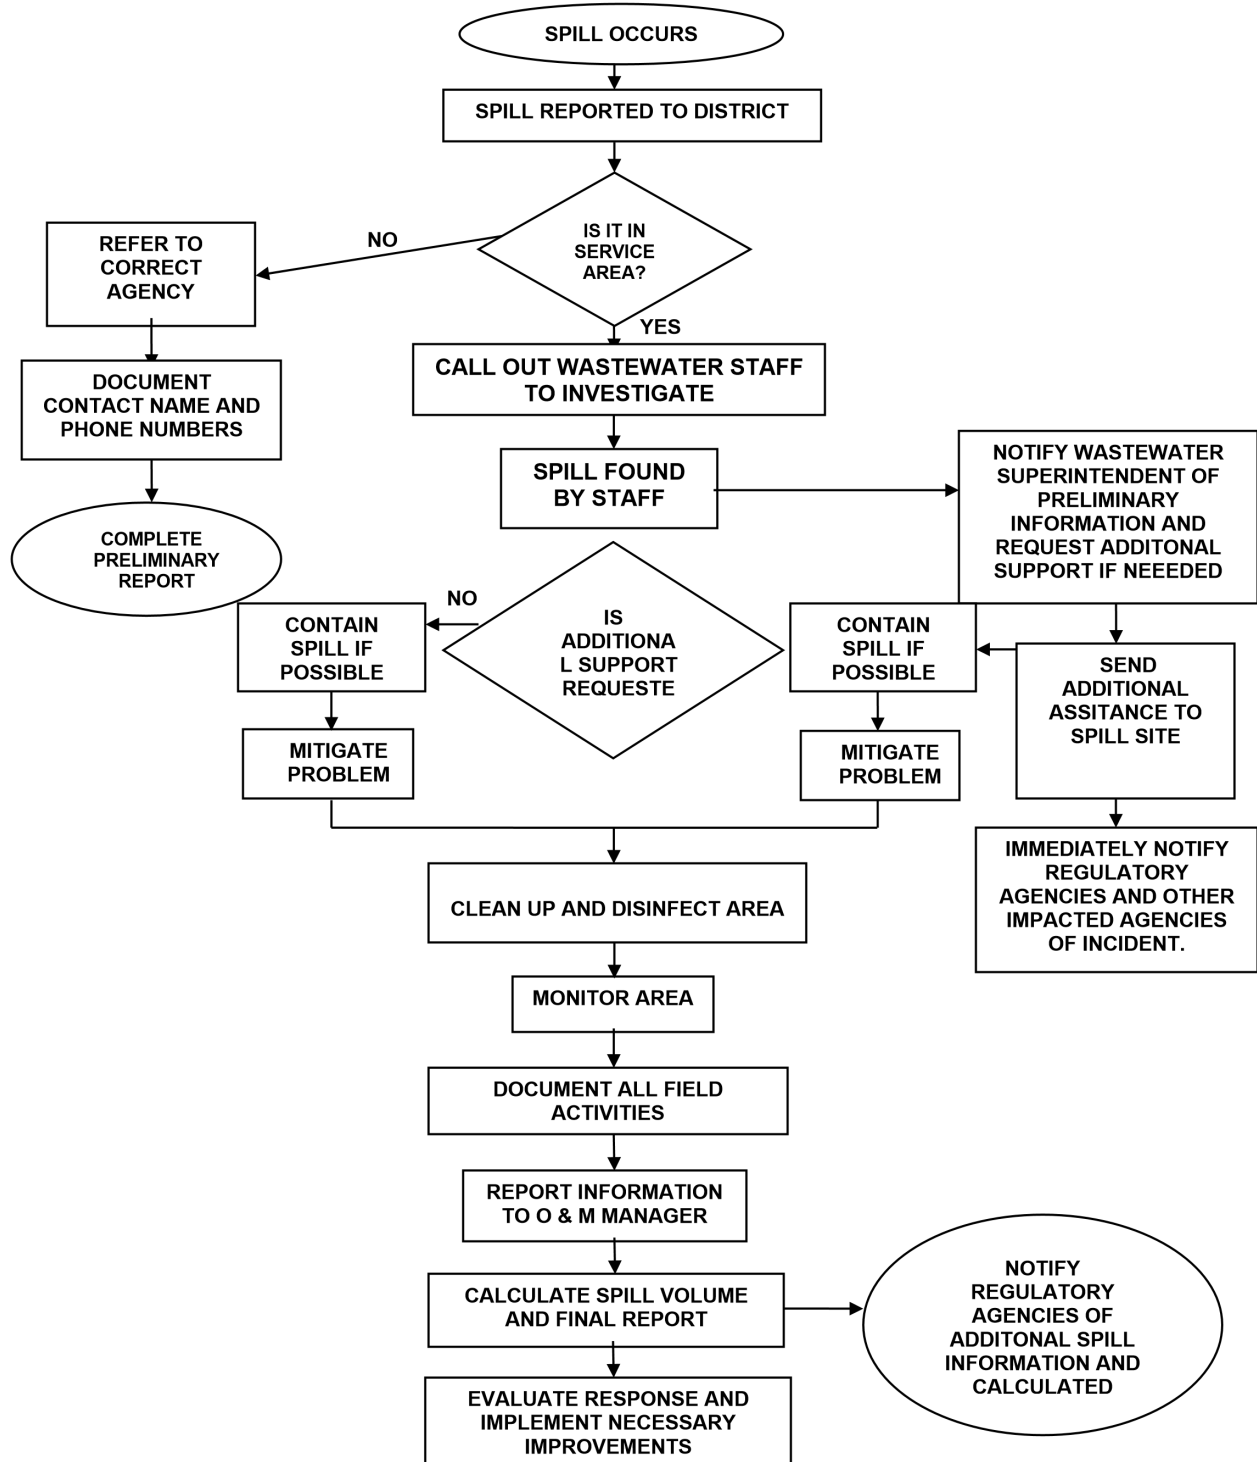 SPILL OCCURS
SPILL REPORTED TO DISTRICT
IS IT IN
SERVICE
AREA?
NO
REFER TO
CORRECT
AGENCY
DOCUMENT
CONTACT NAME AND
PHONE NUMBERS
COMPLETE
PRELIMINARY
REPORT
YES
CALL OUT WASTEWATER STAFF
TO INVESTIGATE
SPILL FOUND
BY STAFF
NOTIFY WASTEWATER
SUPERINTENDENT OF
PRELIMINARY
INFORMATION AND
REQUEST ADDITONAL
SUPPORT IF NEEEDED
IS
ADDITIONA
L SUPPORT
REQUESTE
NO
CONTAIN
SPILL IF
POSSIBLE
MITIGATE
PROBLEM
CONTAIN
SPILL IF
POSSIBLE
MITIGATE
PROBLEM
SEND
ADDITIONAL
ASSITANCE TO
SPILL SITE
IMMEDIATELY NOTIFY
REGULATORY
AGENCIES AND OTHER
IMPACTED AGENCIES
OF INCIDENT.
CLEAN UP AND DISINFECT AREA
MONITOR AREA
DOCUMENT ALL FIELD
ACTIVITIES
REPORT INFORMATION
TO O & M MANAGER
CALCULATE SPILL VOLUME
AND FINAL REPORT
NOTIFY
REGULATORY
AGENCIES OF
ADDITONAL SPILL
INFORMATION AND
CALCULATED
EVALUATE RESPONSE AND
IMPLEMENT NECESSARY
IMPROVEMENTS